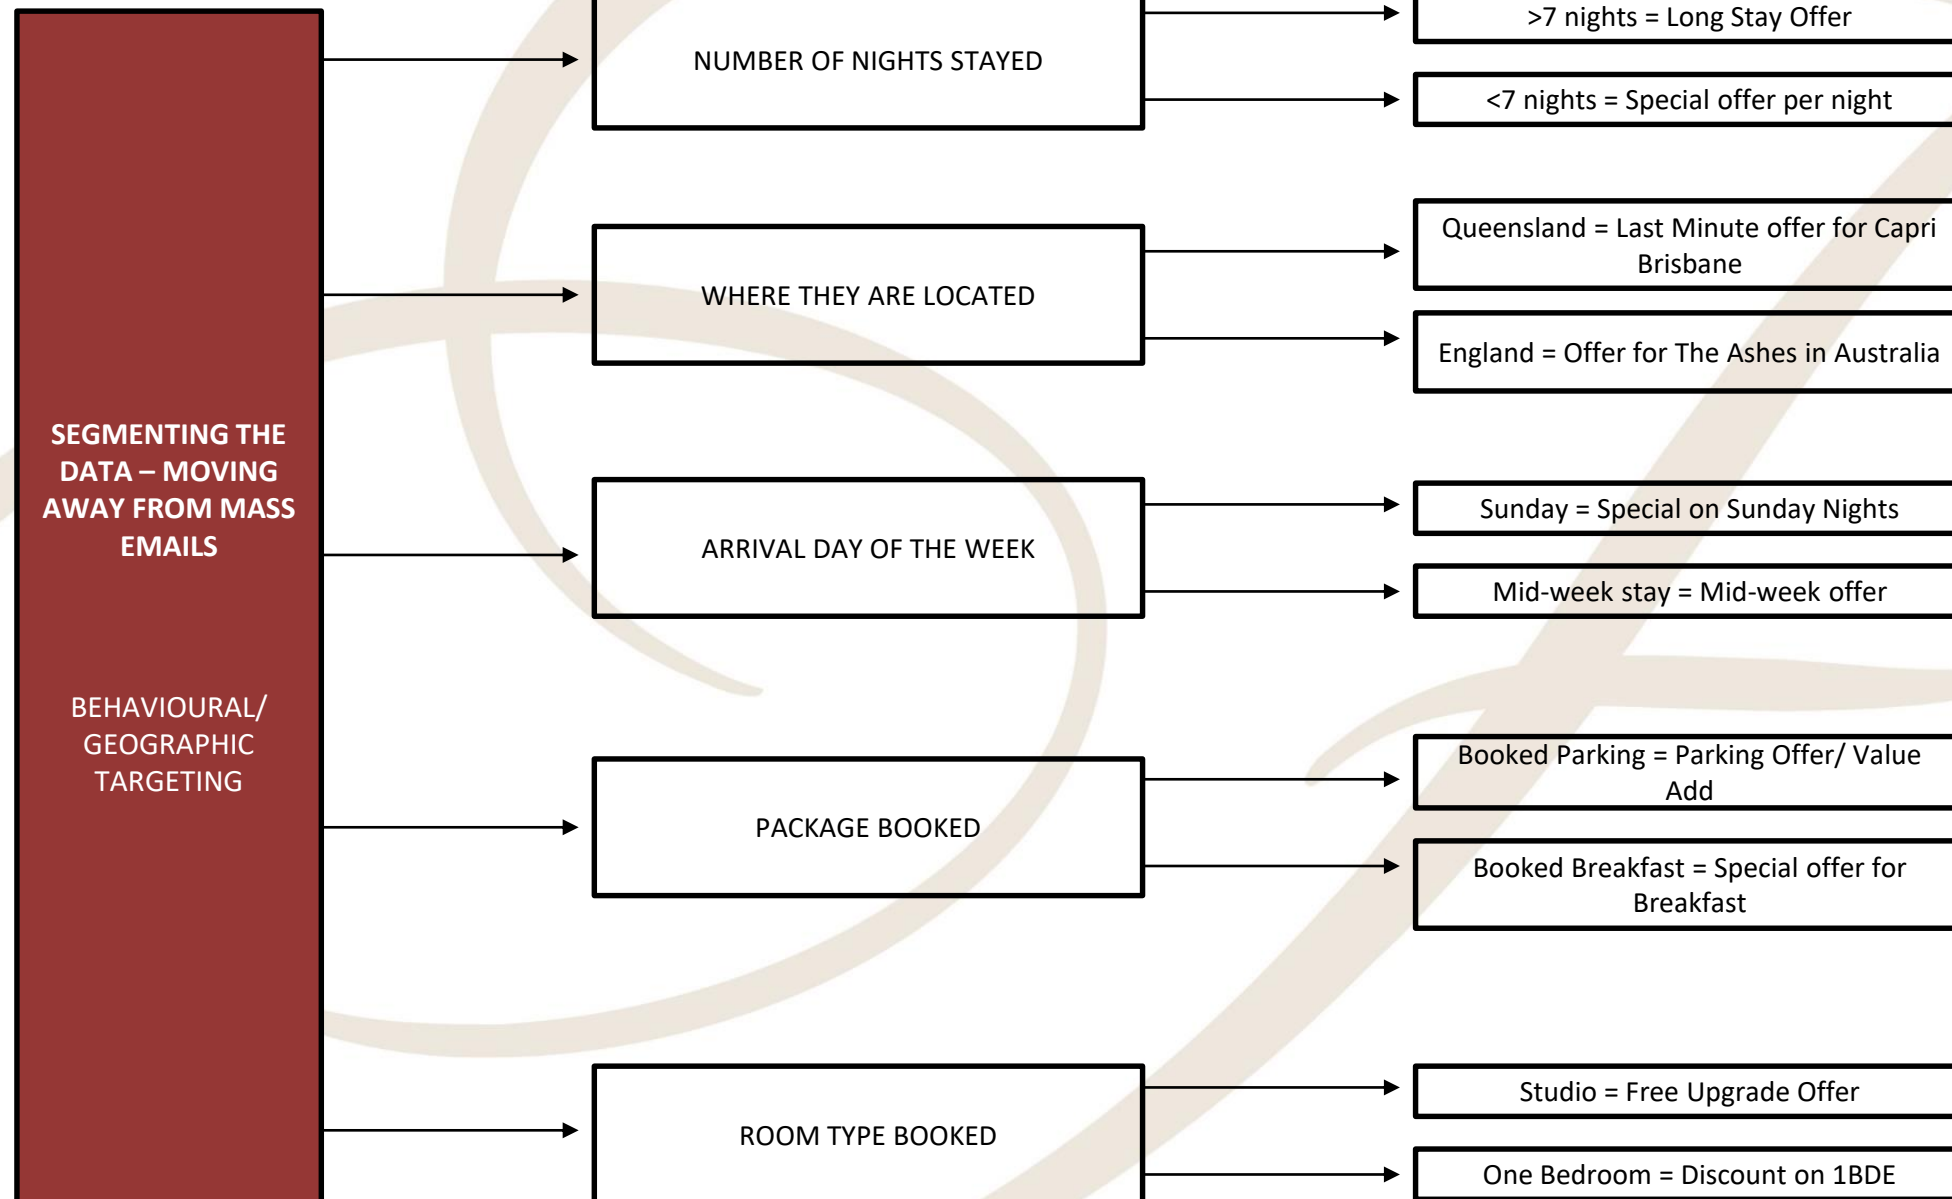 SEGMENTING THE
DATA – MOVING
AWAY FROM MASS
EMAILS
BEHAVIOURAL/
GEOGRAPHIC
TARGETING
NUMBER OF NIGHTS STAYED
>7 nights = Long Stay Offer
<7 nights = Special offer per night
WHERE THEY ARE LOCATED
Queensland = Last Minute offer for Capri
Brisbane
England = Offer for The Ashes in Australia
ARRIVAL DAY OF THE WEEK
Sunday = Special on Sunday Nights
Mid-week stay = Mid-week offer
PACKAGE BOOKED
Booked Parking = Parking Offer/ Value
Add
Booked Breakfast = Special offer for
Breakfast
ROOM TYPE BOOKED
Studio = Free Upgrade Offer
One Bedroom = Discount on 1BDE